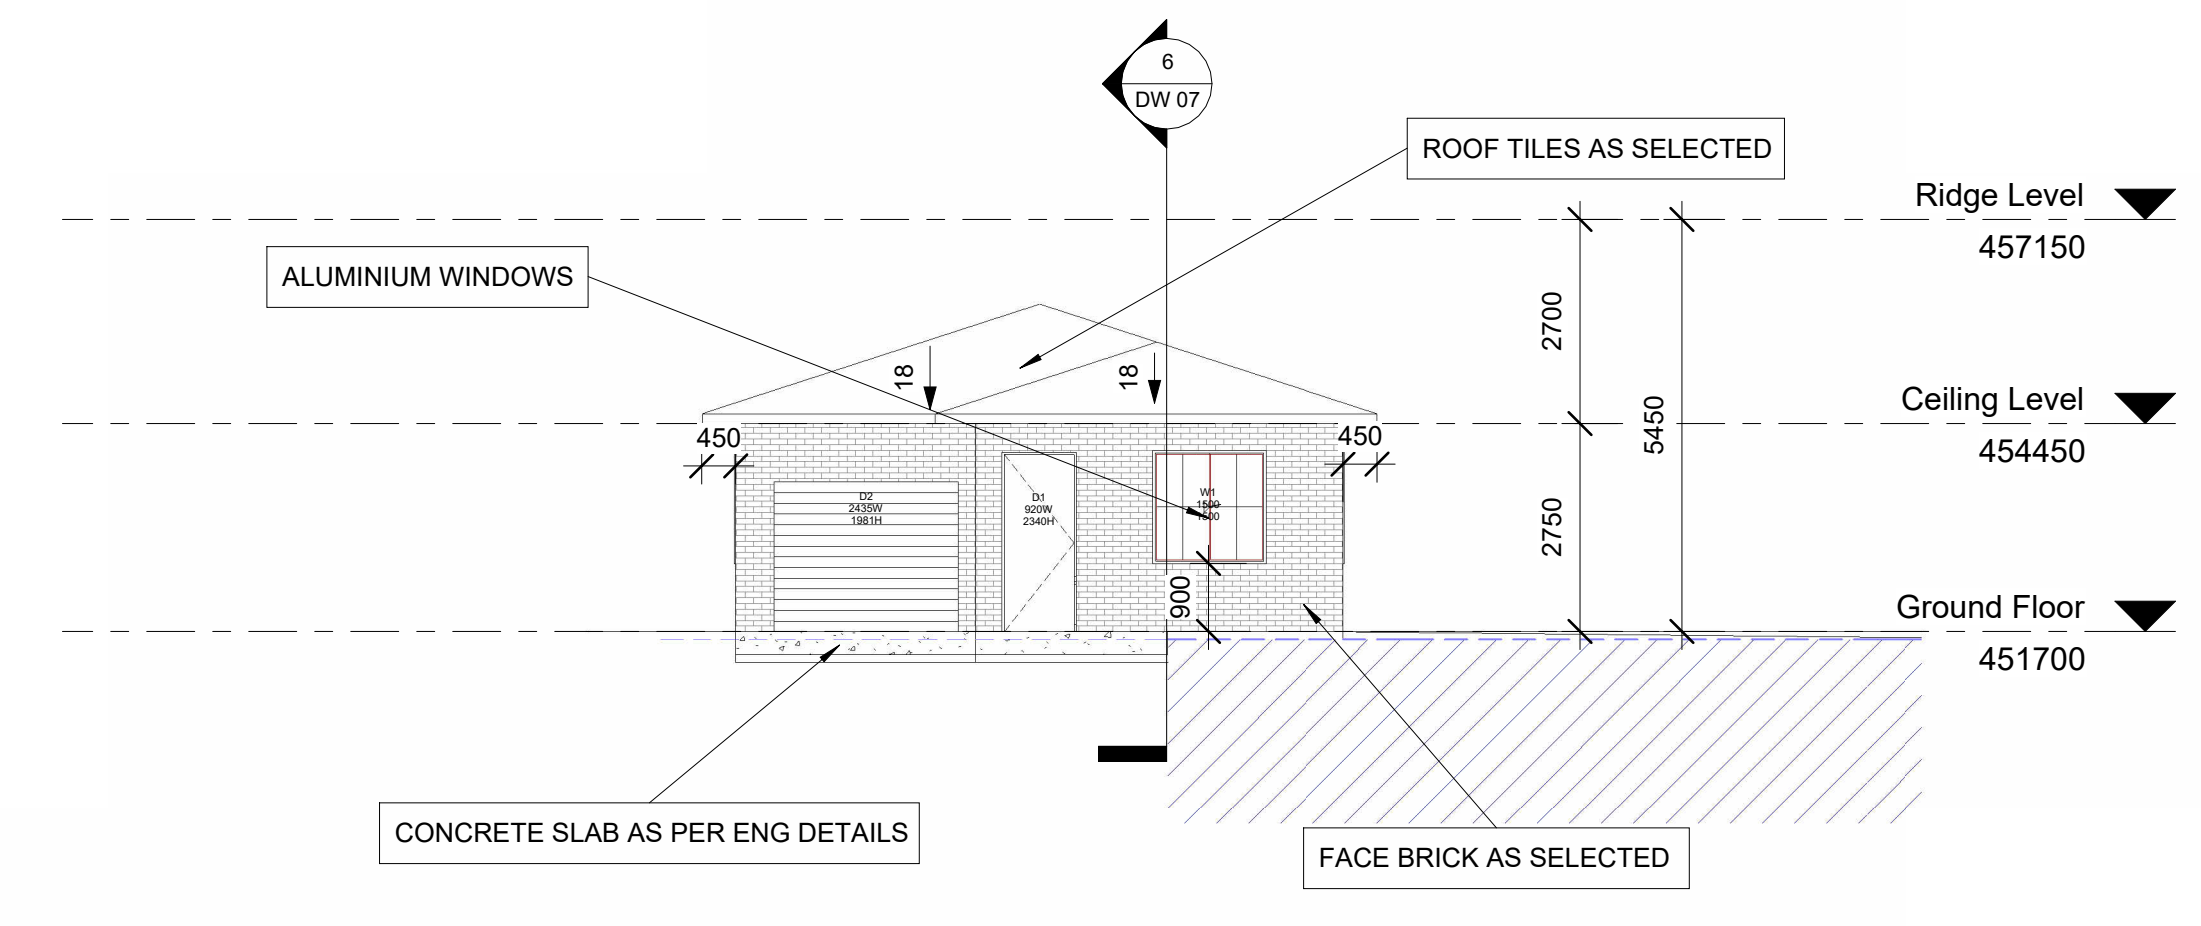 6
DW 07
ROOF TILES AS SELECTED
Ridge Level
457150
ALUMINIUM WINDOWS
2700
18
18
5450
Ceiling Level
454450
450
450
D2
2435W
1981H
D1
920W
2340H
W1
1500
1500
2750
900
Ground Floor
451700
CONCRETE SLAB AS PER ENG DETAILS
FACE BRICK AS SELECTED